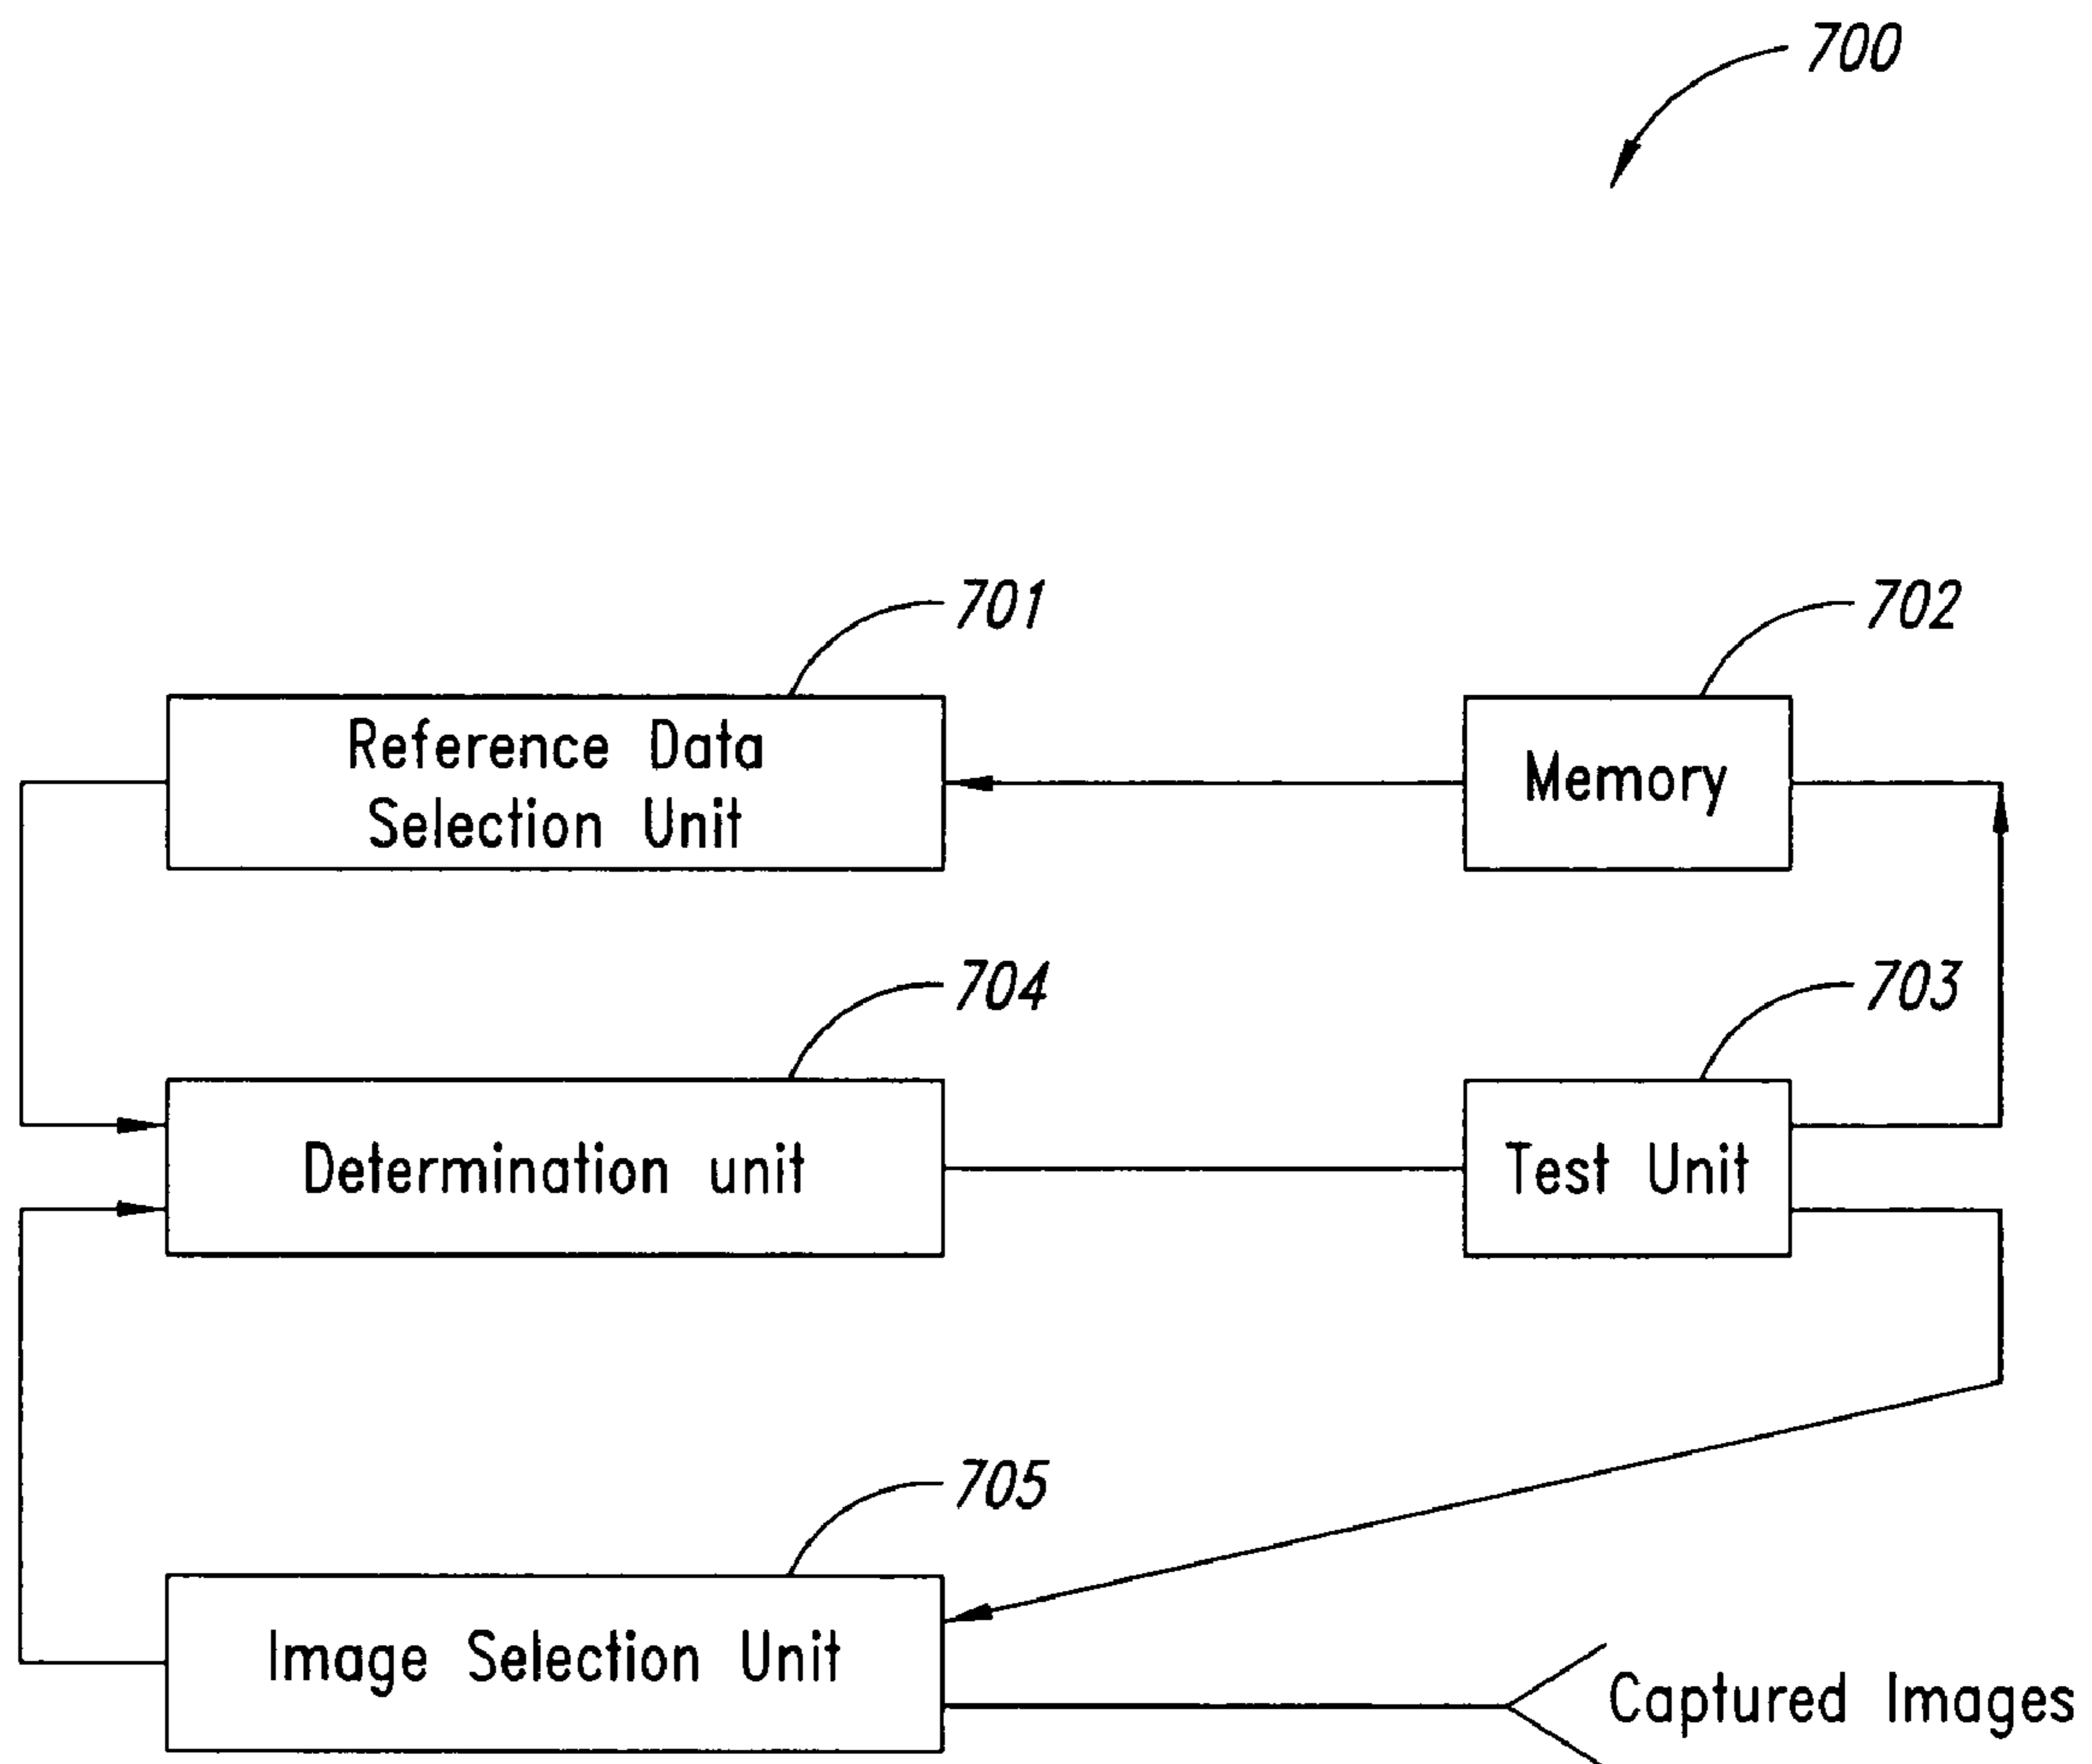 700
701
702
Reference Data
Selection Unit
Memory
704
703
Determination unit
Test Unit
705
Image Selection Unit
Captured Images